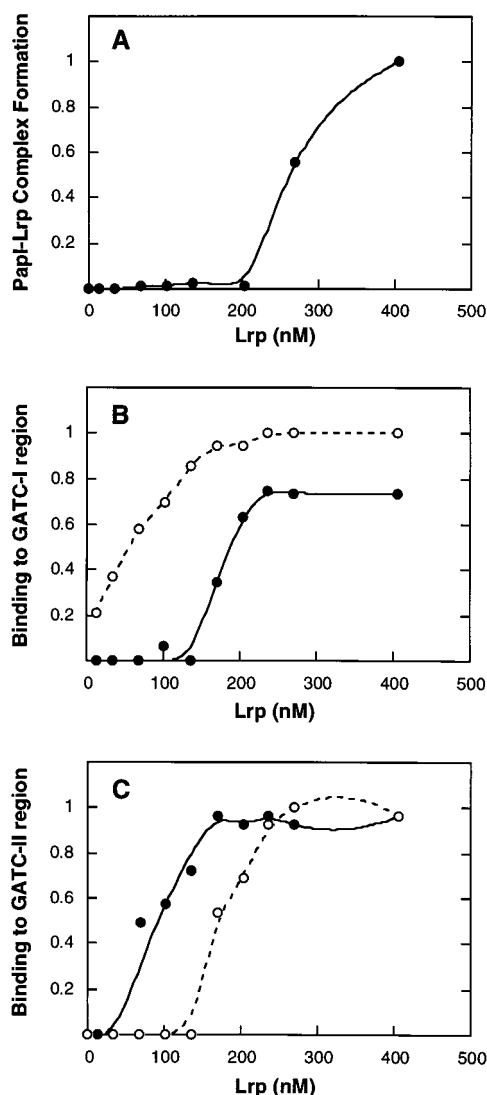 A
PapI-Lrp Complex Formation
1
0.8
0.6
0.4
0.2
0 100 200 300 400 500
Lrp (nM)
B
Binding to GATC-I region
1
0.8
0.6
0.4
0.2
0 100 200 300 400 500
Lrp (nM)
C
Binding to GATC-II region
1
0.8
0.6
0.4
0.2
0 100 200 300 400 500
Lrp (nM)